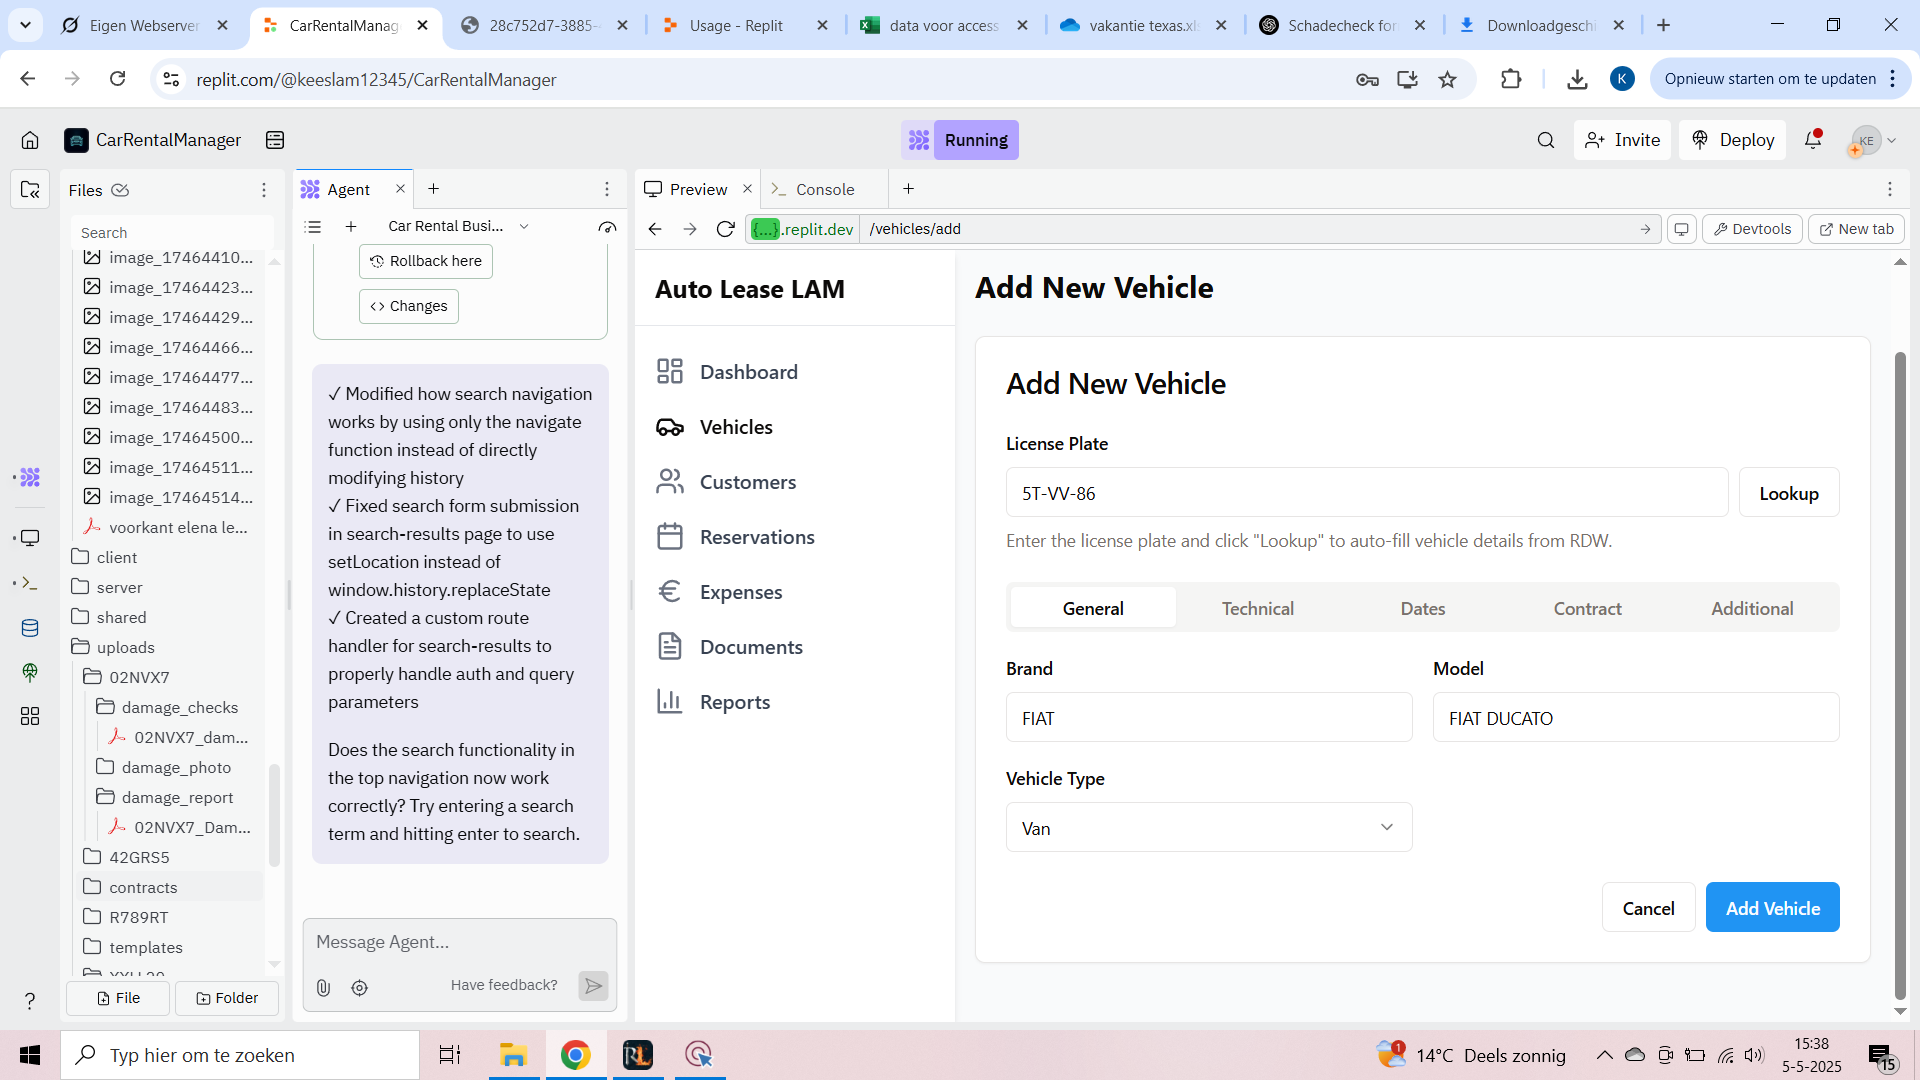 Eigen Webserver
CarRentalManag
28c752d7-3885-
Usage - Replit
data voor access
vakantie texas.xls
Schadecheck for
Downloadgeschi
replit.com/@keeslam12345/CarRentalManager
K
Opnieuw starten om te updaten
CarRentalManager
Running
Invite
Deploy
KE
Files
Agent
Preview
Console
Search
Car Rental Busi...
{...}.replit.dev
/vehicles/add
Devtools
New tab
image_17464410...
image_17464423...
image_17464429...
image_17464466...
image_17464477...
image_17464483...
image_17464500...
image_17464511...
image_17464514...
voorkant elena le...
client
server
shared
uploads
02NVX7
damage_checks
02NVX7_dam...
damage_photo
damage_report
02NVX7_Dam...
42GRS5
contracts
R789RT
templates
File
Folder
Rollback here
Changes
✓ Modified how search navigation
works by using only the navigate
function instead of directly
modifying history
✓ Fixed search form submission
in search-results page to use
setLocation instead of
window.history.replaceState
✓ Created a custom route
handler for search-results to
properly handle auth and query
parameters
Does the search functionality in
the top navigation now work
correctly? Try entering a search
term and hitting enter to search.
Message Agent...
Have feedback?
Auto Lease LAM
Dashboard
Vehicles
Customers
Reservations
Expenses
Documents
Reports
Add New Vehicle
Add New Vehicle
License Plate
5T-VV-86
Lookup
Enter the license plate and click "Lookup" to auto-fill vehicle details from RDW.
General
Technical
Dates
Contract
Additional
Brand
Model
FIAT
FIAT DUCATO
Vehicle Type
Van
Cancel
Add Vehicle
Typ hier om te zoeken
RL
1
14°C Deels zonnig
15:38
5-5-2025
15